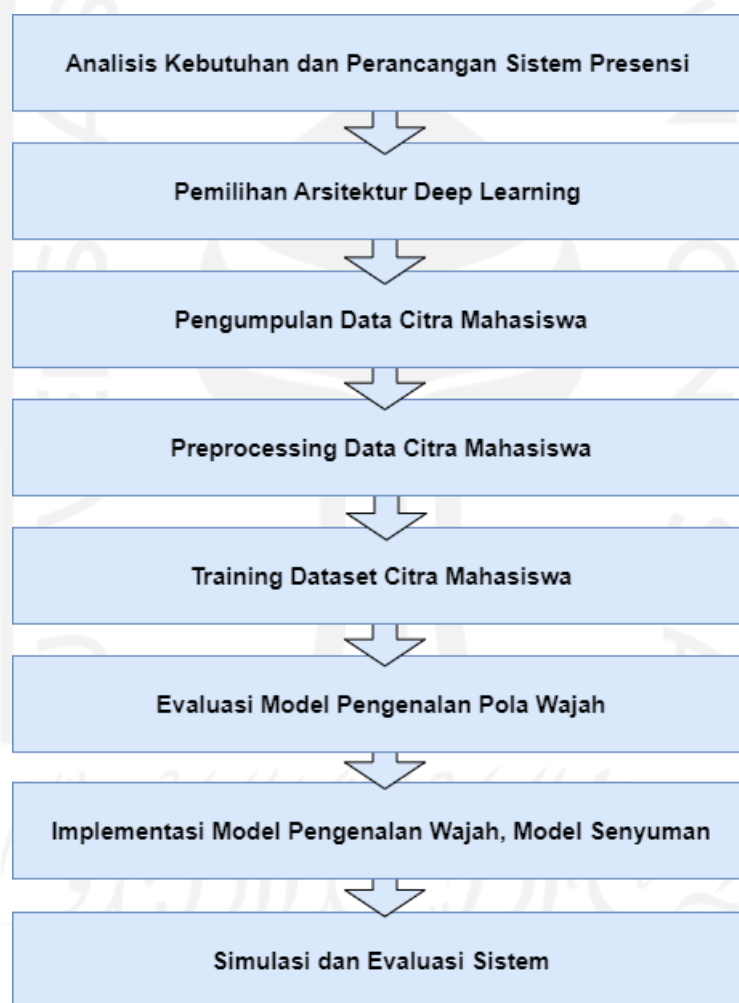 Analisis Kebutuhan dan Perancangan Sistem Presensi
Pemilihan Arsitektur Deep Learning
Pengumpulan Data Citra Mahasiswa
Preprocessing Data Citra Mahasiswa
Training Dataset Citra Mahasiswa
Evaluasi Model Pengenalan Pola Wajah
Implementasi Model Pengenalan Wajah, Model Senyuman
Simulasi dan Evaluasi Sistem